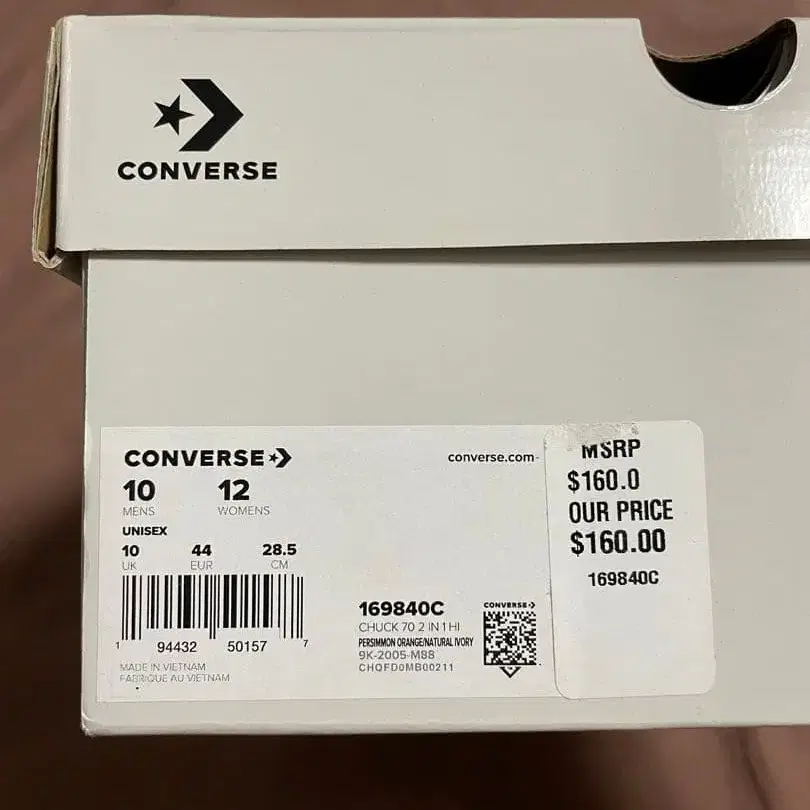 CONVERSE
CONVERSE
converse.com
10 12
MENS WOMENS
UNISEX
10 44 28.5
UK EUR CM
1 94432 50157 7
MADE IN VIETNAM
FABRIQUE AU VIETNAM
169840C
CHUCK 70 2 IN 1 HI
PERSIMMON ORANGE/NATURAL IVORY
9K-2005-M88
CHQFD0MB00211
CONVERSE
MSRP
$160.0
OUR PRICE
$160.00
169840C